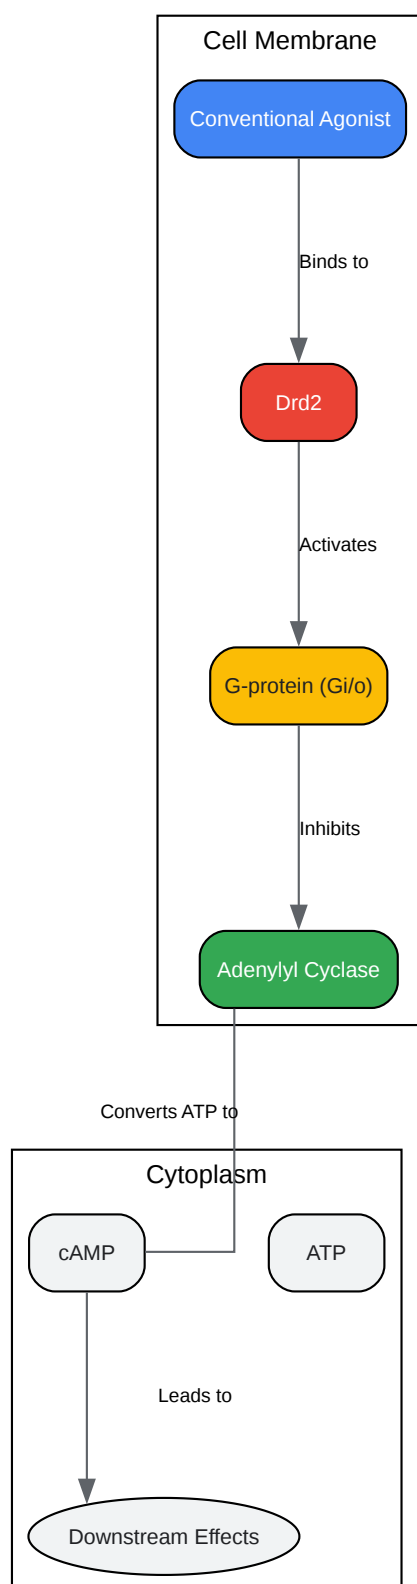 Cell Membrane
Conventional Agonist
Binds to
Drd2
Activates
G-protein (Gi/o)
Inhibits
Adenylyl Cyclase
Converts ATP to
Cytoplasm
cAMP
ATP
Leads to
Downstream Effects